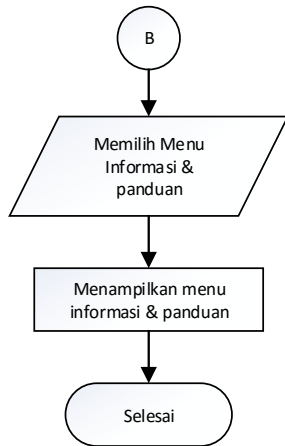 B
Memilih Menu
Informasi &
panduan
Menampilkan menu
informasi & panduan
Selesai